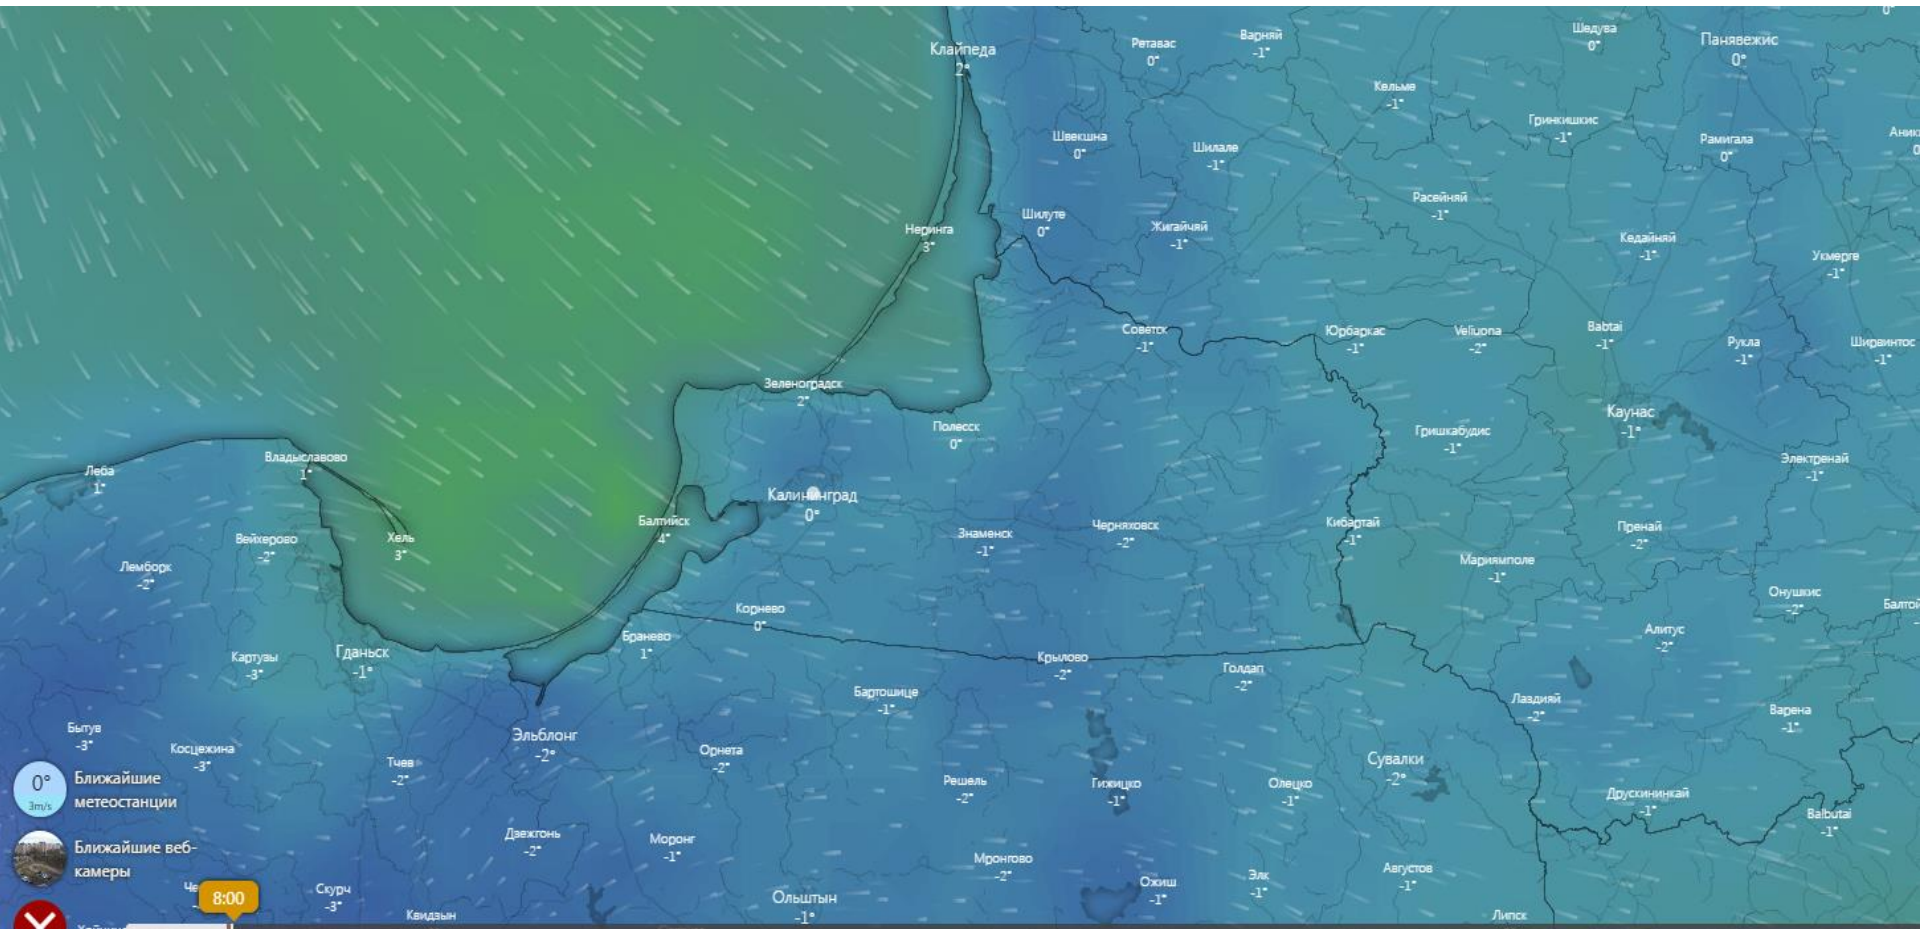 0°
Клайпеда
2°
Ретавас
0°
Варняй
-1°
Шедува
0°
Панявежис
0°
Кельме
-1°
Гринкишкис
-1°
Швекшна
0°
Шилале
-1°
Рамигала
0°
Расейняй
-1°
Неринга
3°
Шилуте
0°
Жигайчяй
-1°
Кедайняй
-1°
Укмерге
-1°
Советск
-1°
Юрбаркас
-1°
Veliuona
-2°
Babtai
-1°
Рукла
-1°
Ширвинтос
-1°
Зеленоградск
2°
Полесск
0°
Каунас
-1°
Гришкабудис
-1°
Электренай
-1°
Леба
1°
Владыславово
1°
Калининград
0°
Вейхерово
-2°
Хель
3°
Балтийск
4°
Знаменск
-1°
Черняховск
-2°
Кибартай
-1°
Пренай
-2°
Лемборк
-2°
Мариямполе
-1°
Онушкис
-2°
Корнево
0°
Бранево
1°
Алитус
-2°
Картузы
-3°
Гданьск
-1°
Крылово
-2°
Голдап
-2°
Бартошице
-1°
Лаздияй
-2°
Варена
-1°
Бытув
-3°
Косцежина
-3°
Тчев
-2°
Эльблонг
-2°
Орнета
-2°
Решель
-2°
Гижицко
-1°
Олецко
-1°
Сувалки
-2°
Друскининкай
-1°
Balbutai
-1°
0°
3m/s
Ближайшие
метеостанции
Ближайшие веб-
камеры
Дзежгонь
-2°
Моронг
-1°
Мронгово
-2°
Ожиш
-1°
Элк
-1°
Августов
-1°
8:00
Скурч
-3°
Квидзын
Ольштын
-1°
Липск